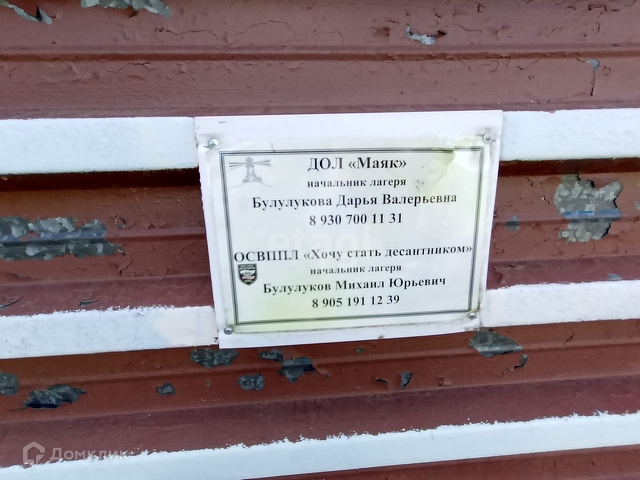 ДОЛ «Маяк»
начальник лагеря
Булулукова Дарья Валерьевна
8 930 700 11 31
ОСВППЛ «Хочу стать десантником»
начальник лагеря
Булулуков Михаил Юрьевич
8 905 191 12 39
Домклик